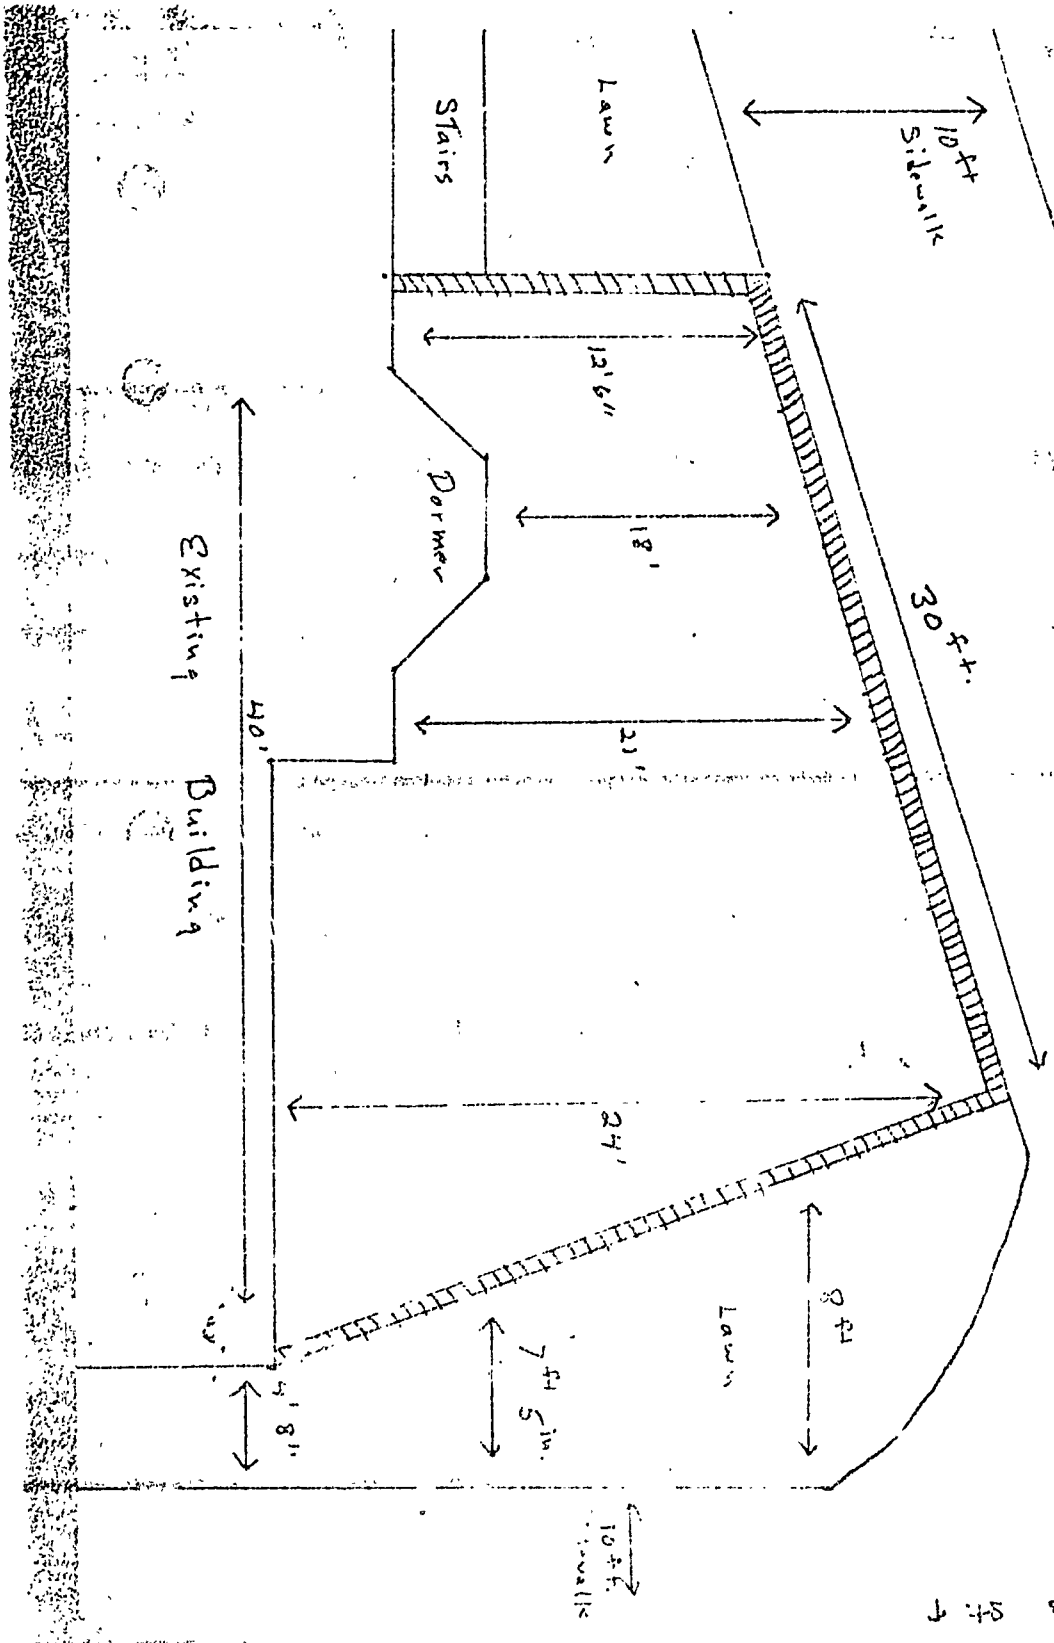 10 ft
Sidewalk
Lawn
Stairs
30 ft.
12'6"
18'
Dormer
21'
Existing Building
40'
24'
8 ft
Lawn
7 ft 5 in.
4' 8"
10 ft.